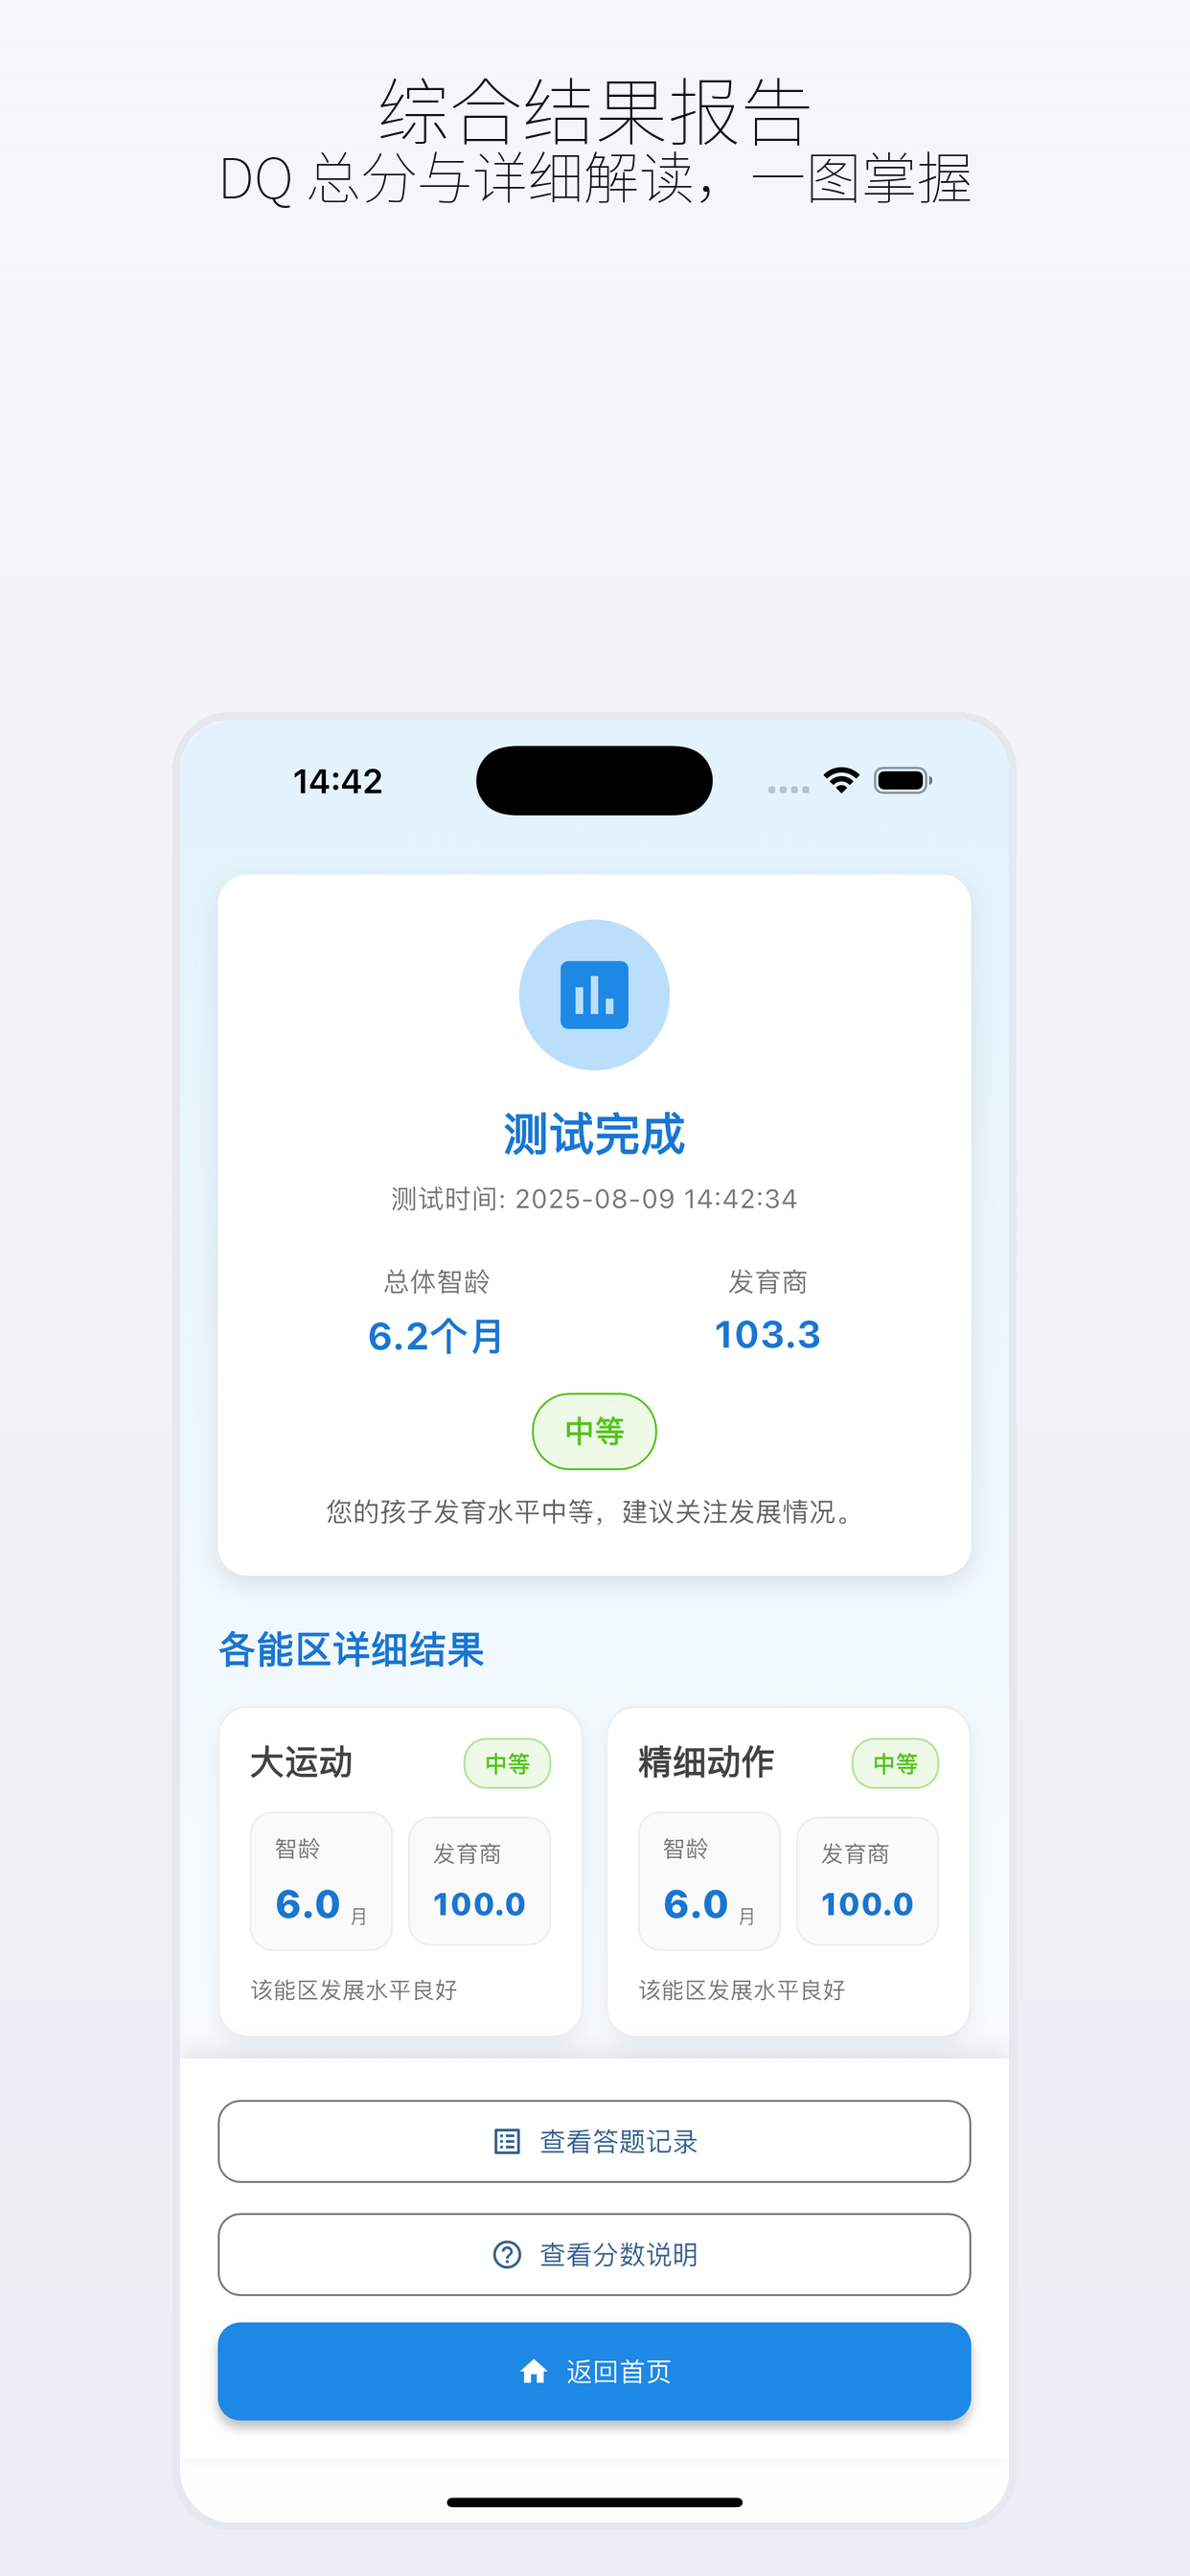 综合结果报告
DQ 总分与详细解读，一图掌握
14:42
测试完成
测试时间: 2025-08-09 14:42:34
总体智龄 发育商
6.2个月 103.3
中等
您的孩子发育水平中等，建议关注发展情况。
各能区详细结果
大运动 中等
智龄 发育商
6.0 月 100.0
该能区发展水平良好
精细动作 中等
智龄 发育商
6.0 月 100.0
该能区发展水平良好
查看答题记录
查看分数说明
返回首页